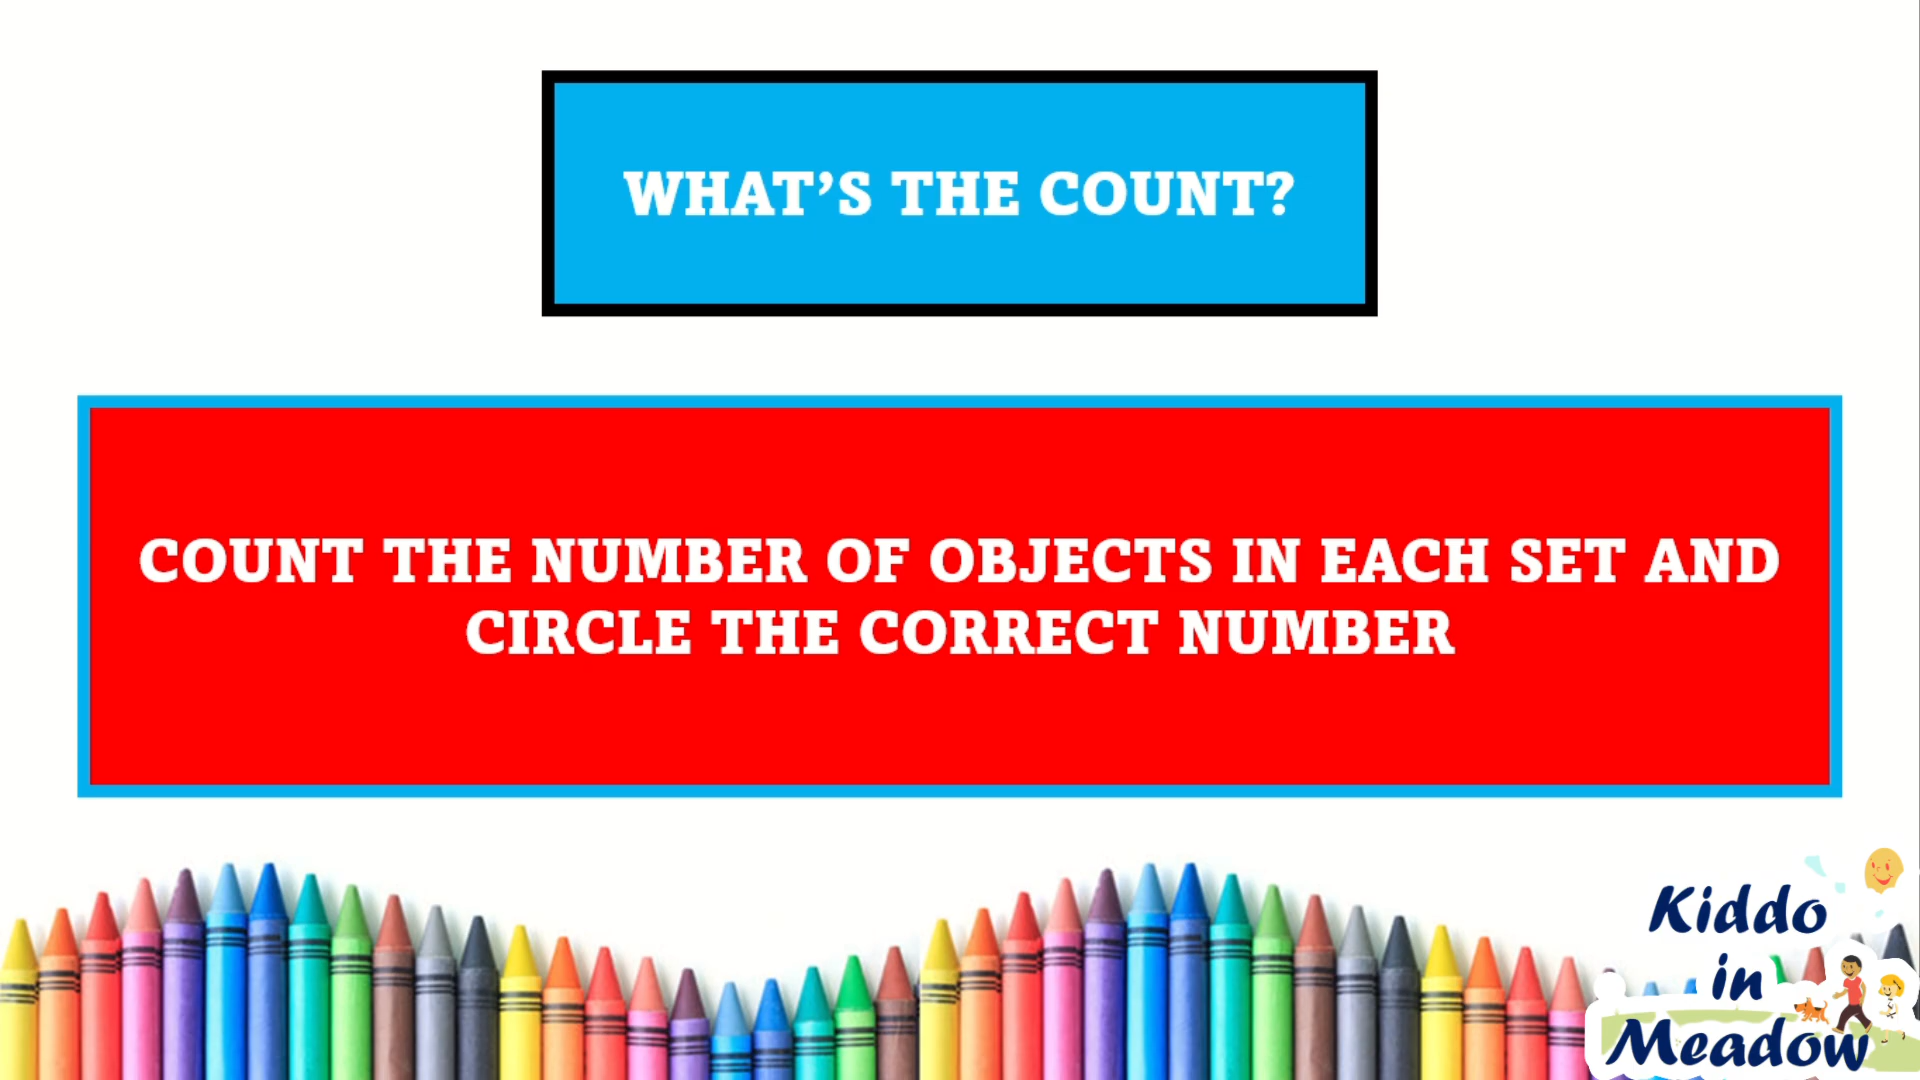 WHAT’S THE COUNT?
COUNT THE NUMBER OF OBJECTS IN EACH SET AND
CIRCLE THE CORRECT NUMBER
Kiddo
in
Meadow